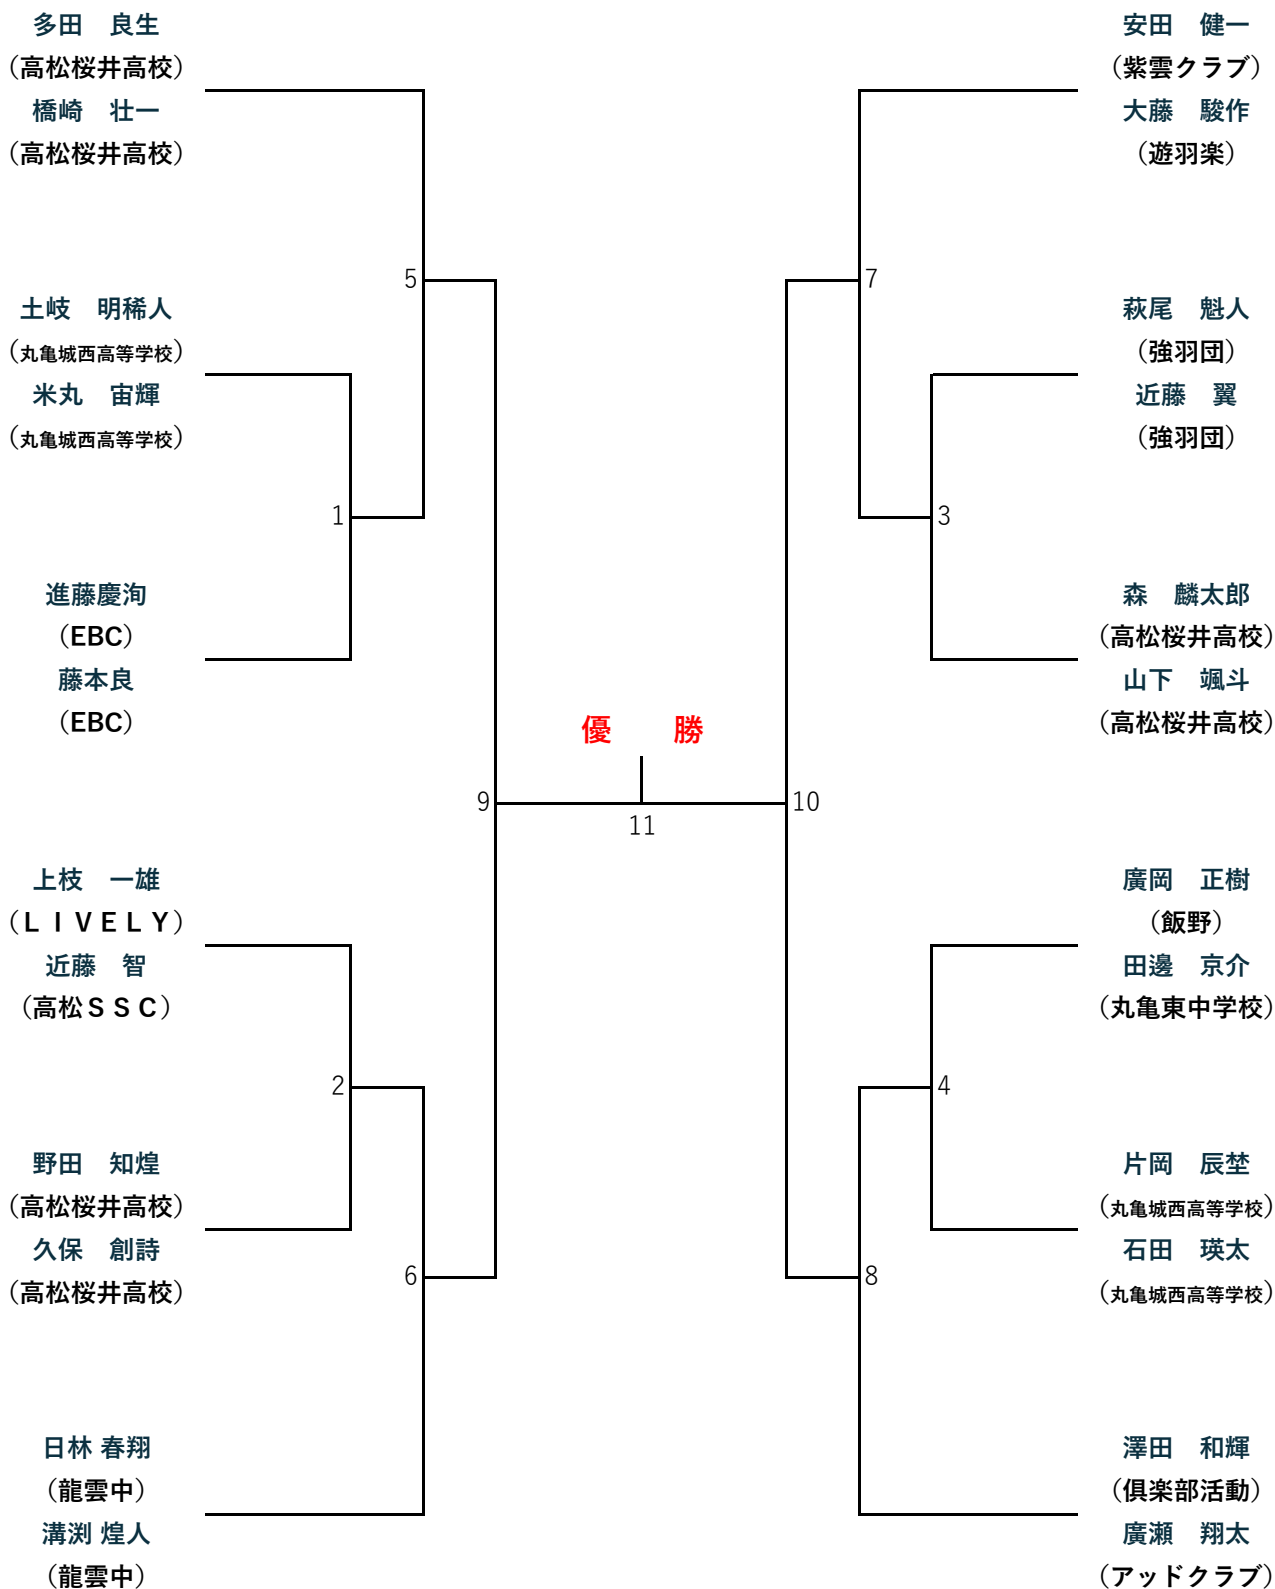 多田　良生
（高松桜井高校）
橋崎　壮一
（高松桜井高校）
5
土岐　明稀人
（丸亀城西高等学校）
米丸　宙輝
（丸亀城西高等学校）
1
進藤慶洵
（EBC）
藤本良
（EBC）
9
上枝　一雄
（ＬＩＶＥＬＹ）
近藤　智
（高松ＳＳＣ）
2
野田　知煌
（高松桜井高校）
久保　創詩
（高松桜井高校）
6
日林 春翔
（龍雲中）
溝渕 煌人
（龍雲中）
優　勝
11
安田　健一
（紫雲クラブ）
大藤　駿作
（遊羽楽）
7
萩尾　魁人
（強羽団）
近藤　翼
（強羽団）
3
森　麟太郎
（高松桜井高校）
山下　颯斗
（高松桜井高校）
10
廣岡　正樹
（飯野）
田邊　京介
（丸亀東中学校）
4
片岡　辰埜
（丸亀城西高等学校）
石田　瑛太
（丸亀城西高等学校）
8
澤田　和輝
（倶楽部活動）
廣瀬　翔太
（アッドクラブ）